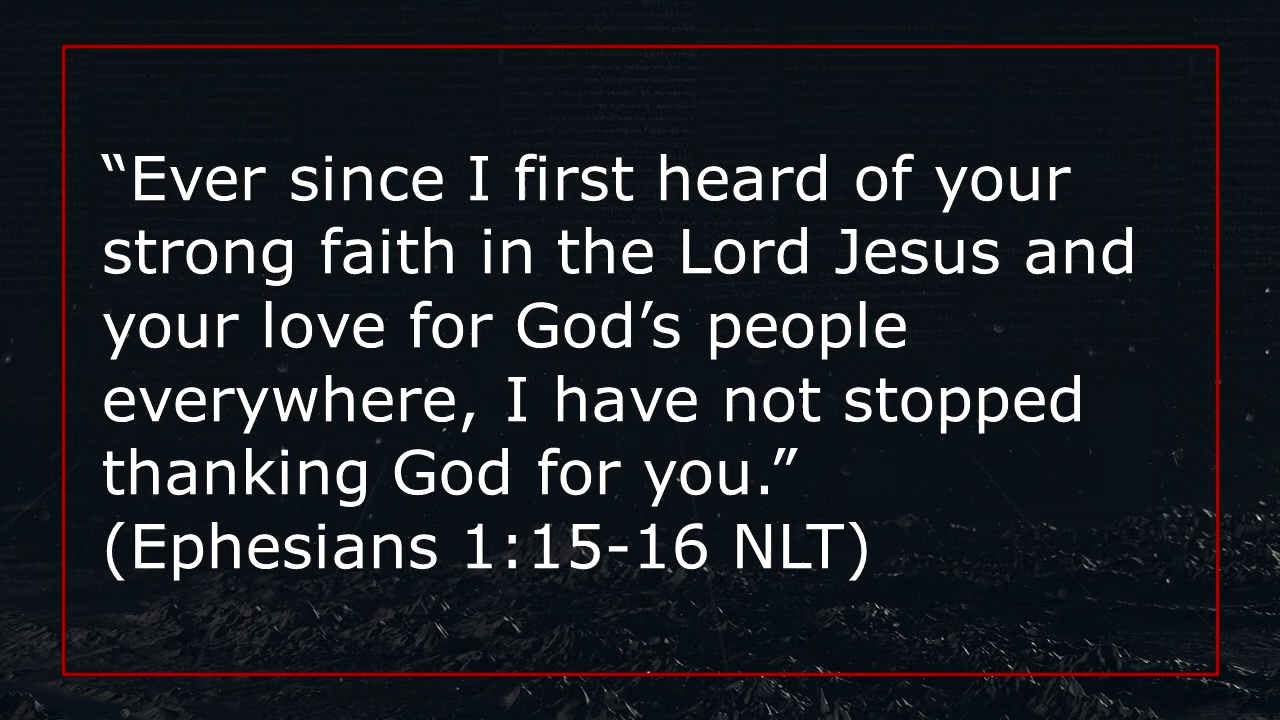 “Ever since I first heard of your
strong faith in the Lord Jesus and
your love for God’s people
everywhere, I have not stopped
thanking God for you.”
(Ephesians 1:15-16 NLT)